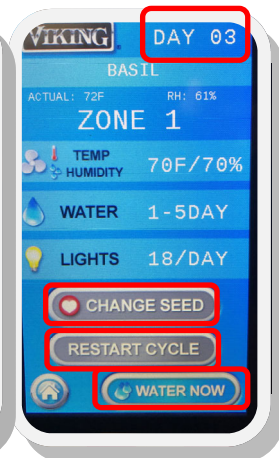 VIKING DAY 03
BASIL
ACTUAL: 72F RH: 61%
ZONE 1
TEMP HUMIDITY 70F/70%
WATER 1-5DAY
LIGHTS 18/DAY
CHANGE SEED
RESTART CYCLE
WATER NOW